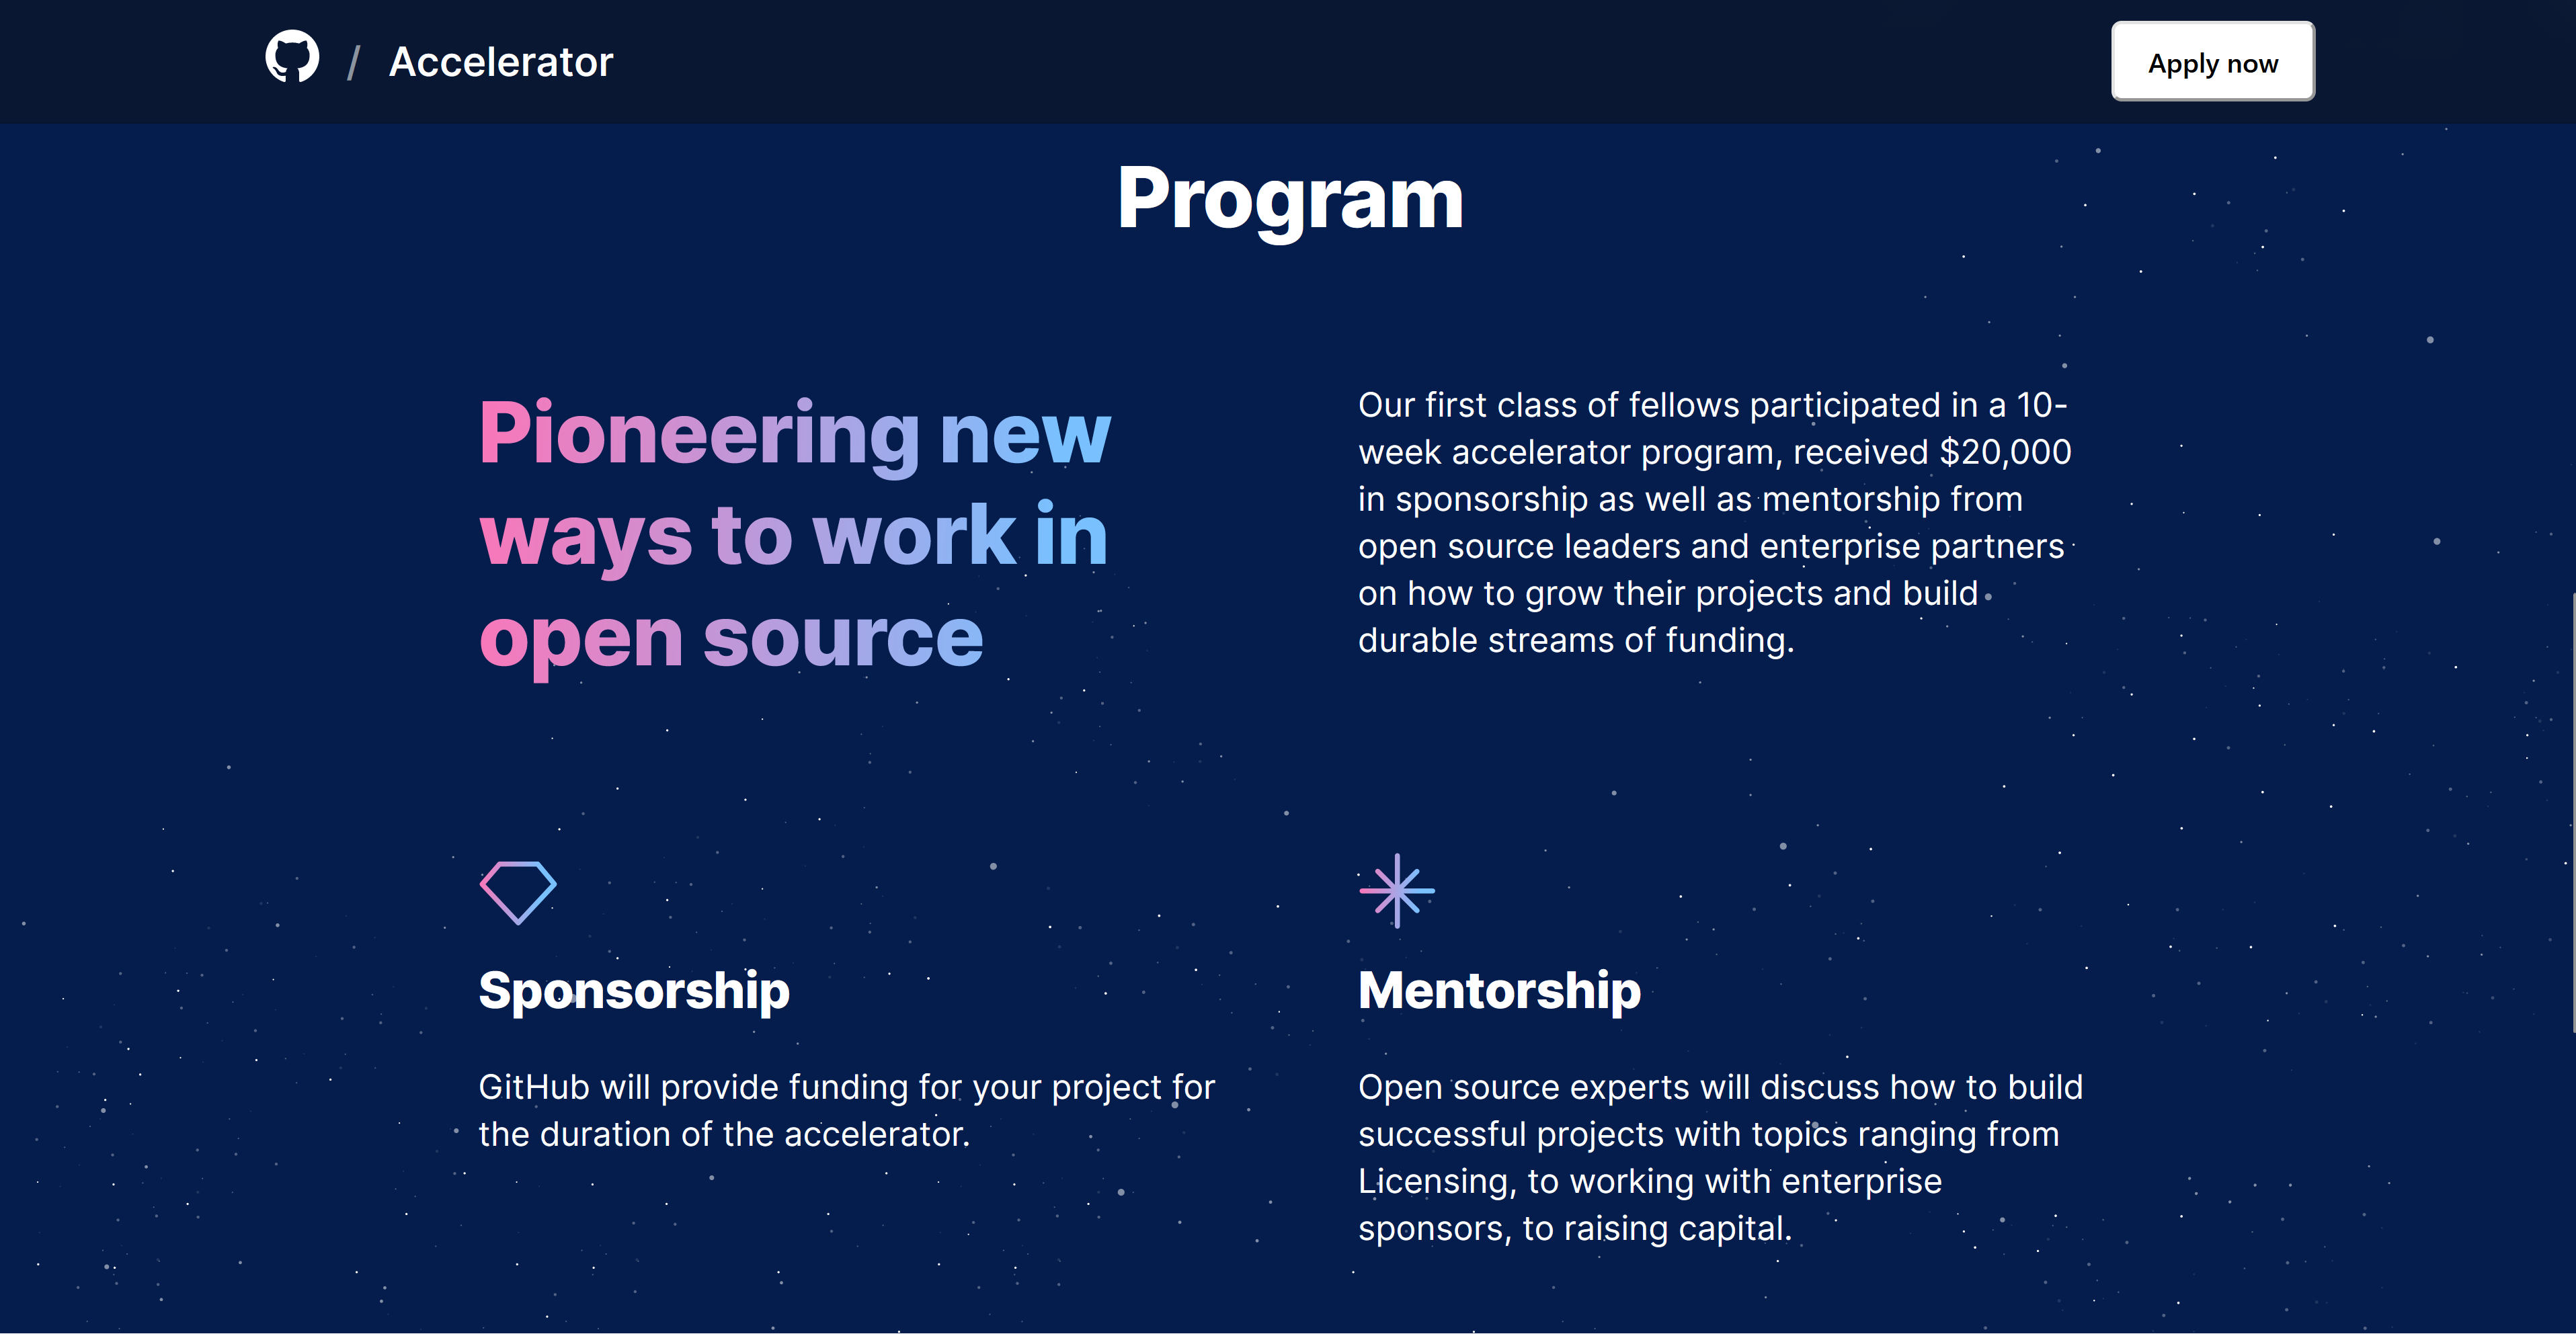 / Accelerator
Apply now
Program
Pioneering new
ways to work in
open source
Our first class of fellows participated in a 10-
week accelerator program, received $20,000
in sponsorship as well as mentorship from
open source leaders and enterprise partners
on how to grow their projects and build
durable streams of funding.
Sponsorship
GitHub will provide funding for your project for
the duration of the accelerator.
Mentorship
Open source experts will discuss how to build
successful projects with topics ranging from
Licensing, to working with enterprise
sponsors, to raising capital.